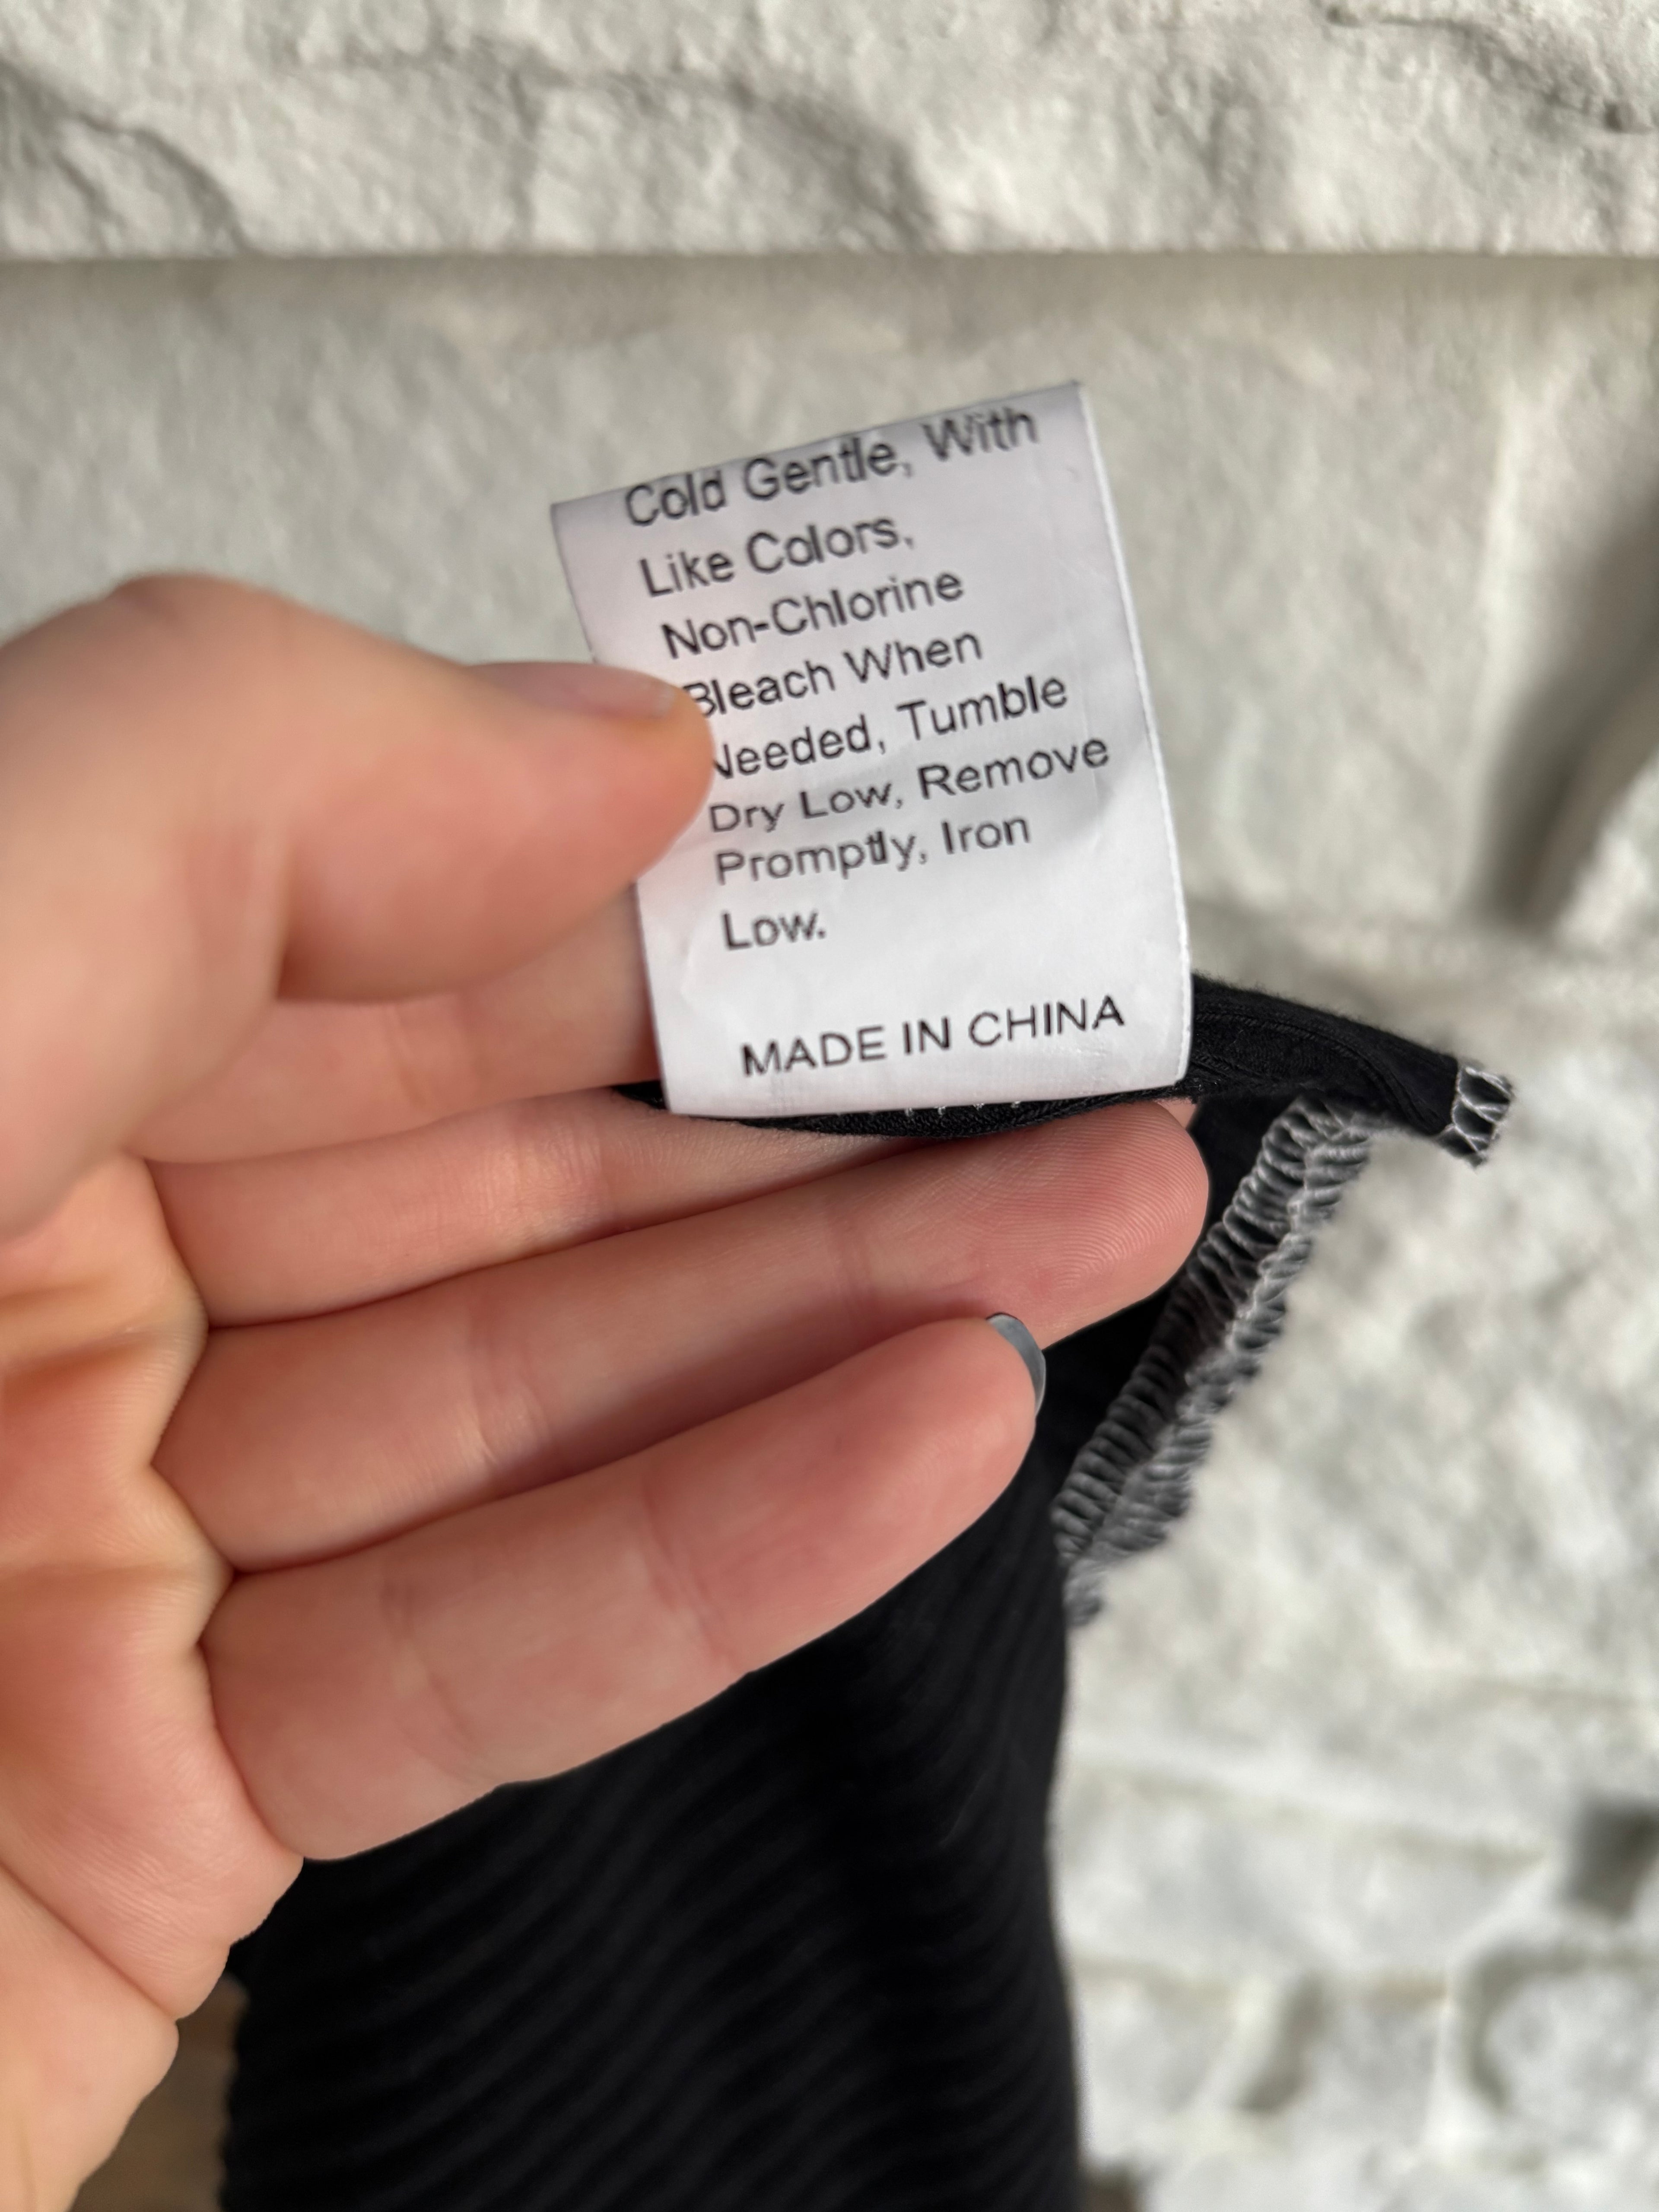 Cold Gentle, With
Like Colors,
Non-Chlorine
Bleach When
Needed, Tumble
Dry Low, Remove
Promptly, Iron
Low.
MADE IN CHINA